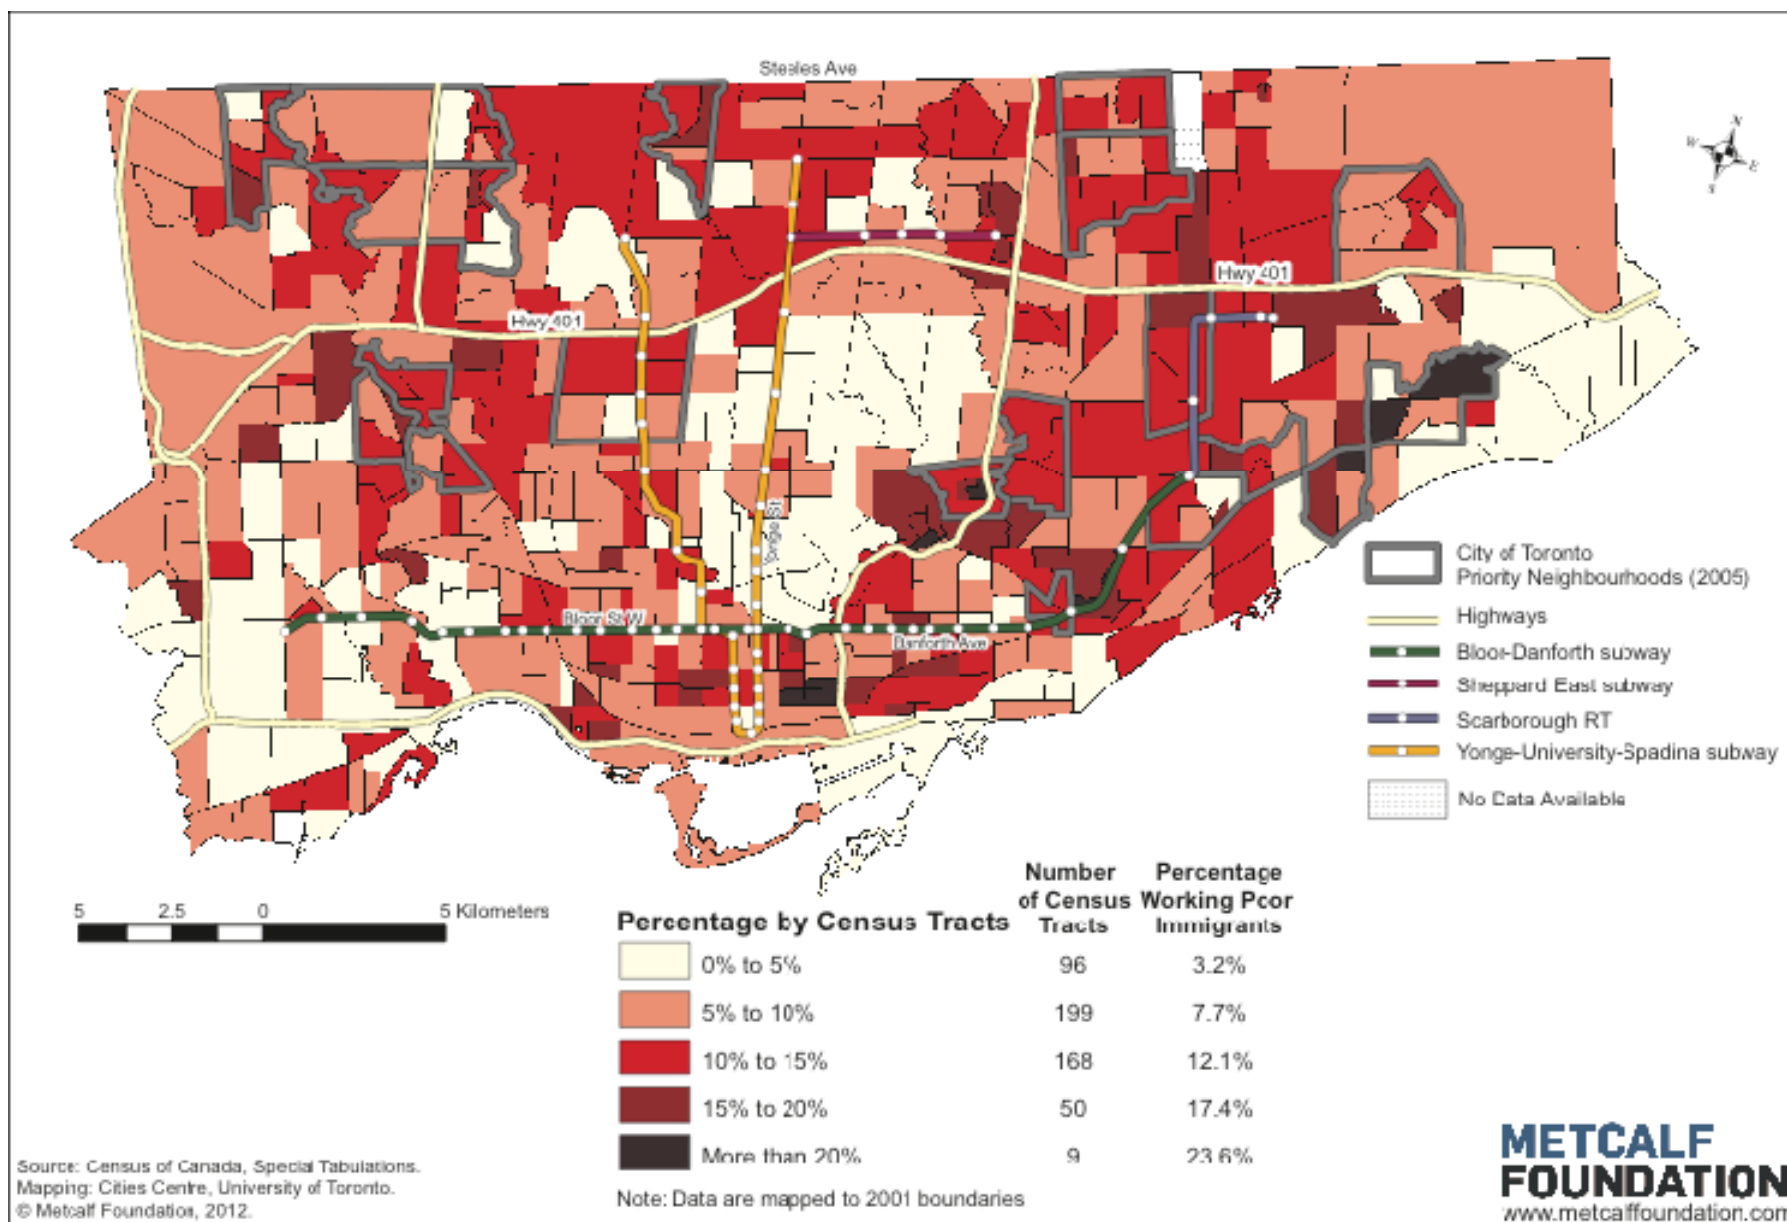 Steeles Ave
N
W
E
S
Hwy 401
Hwy 401
Yonge St
Bloor St W
Danforth Ave
City of Toronto
Priority Neighbourhoods (2005)
Highways
Bloor-Danforth subway
Sheppard East subway
Scarborough RT
Yonge-University-Spadina subway
No Data Available
5 2.5 0 5 Kilometers
Number of Census Tracts
Percentage Working Poor Immigrants
Percentage by Census Tracts
0% to 5% 96 3.2%
5% to 10% 199 7.7%
10% to 15% 168 12.1%
15% to 20% 50 17.4%
More than 20% 9 23.6%
Note: Data are mapped to 2001 boundaries
Source: Census of Canada, Special Tabulations.
Mapping: Cities Centre, University of Toronto.
© Metcalf Foundation, 2012.
METCALF
FOUNDATION
www.metcalffoundation.com